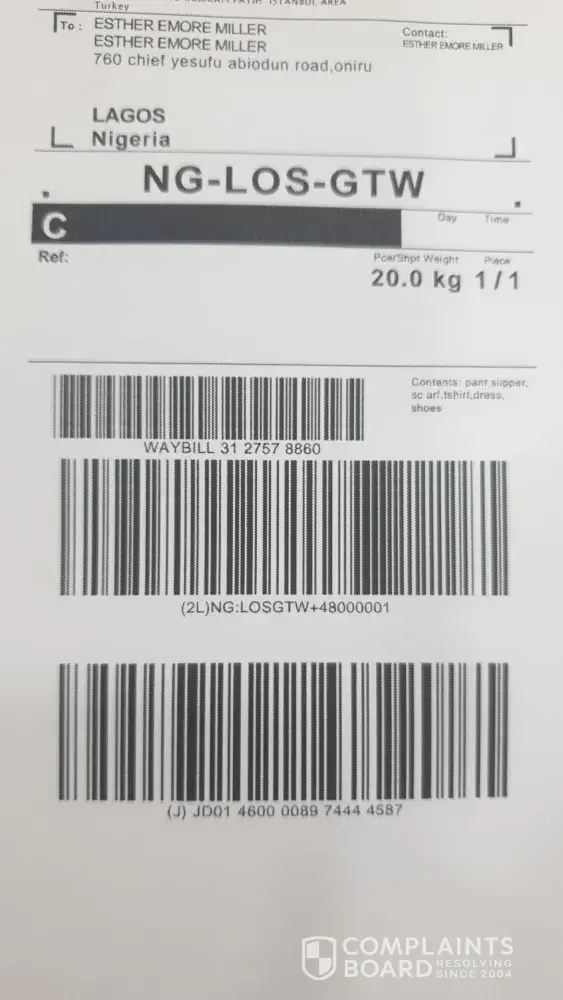 ISTANBUL AREA
Turkey
To : ESTHER EMORE MILLER
ESTHER EMORE MILLER
760 chief yesufu abiodun road,oniru
Contact:
ESTHER EMORE MILLER
LAGOS
Nigeria
NG-LOS-GTW
C
Day Time
Ref:
Pce/Shpt Weight Piece
20.0 kg 1/1
Contents: pant,slipper,
sc arf,tshirt,dress,
shoes
WAYBILL 31 2757 8860
(2L)NG:LOSGTW+48000001
(J) JD01 4600 0089 7444 4587
COMPLAINTS
BOARD RESOLVING
SINCE 2004